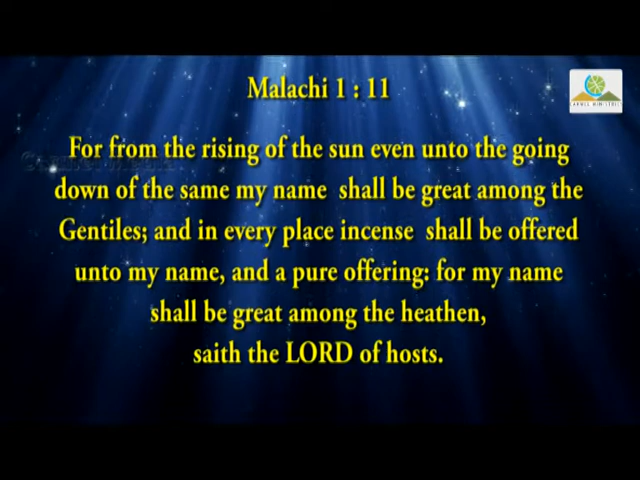 Malachi 1 : 11
CARMEL MINISTRIES
For from the rising of the sun even unto the going
down of the same my name shall be great among the
Gentiles; and in every place incense shall be offered
unto my name, and a pure offering: for my name
shall be great among the heathen,
saith the LORD of hosts.